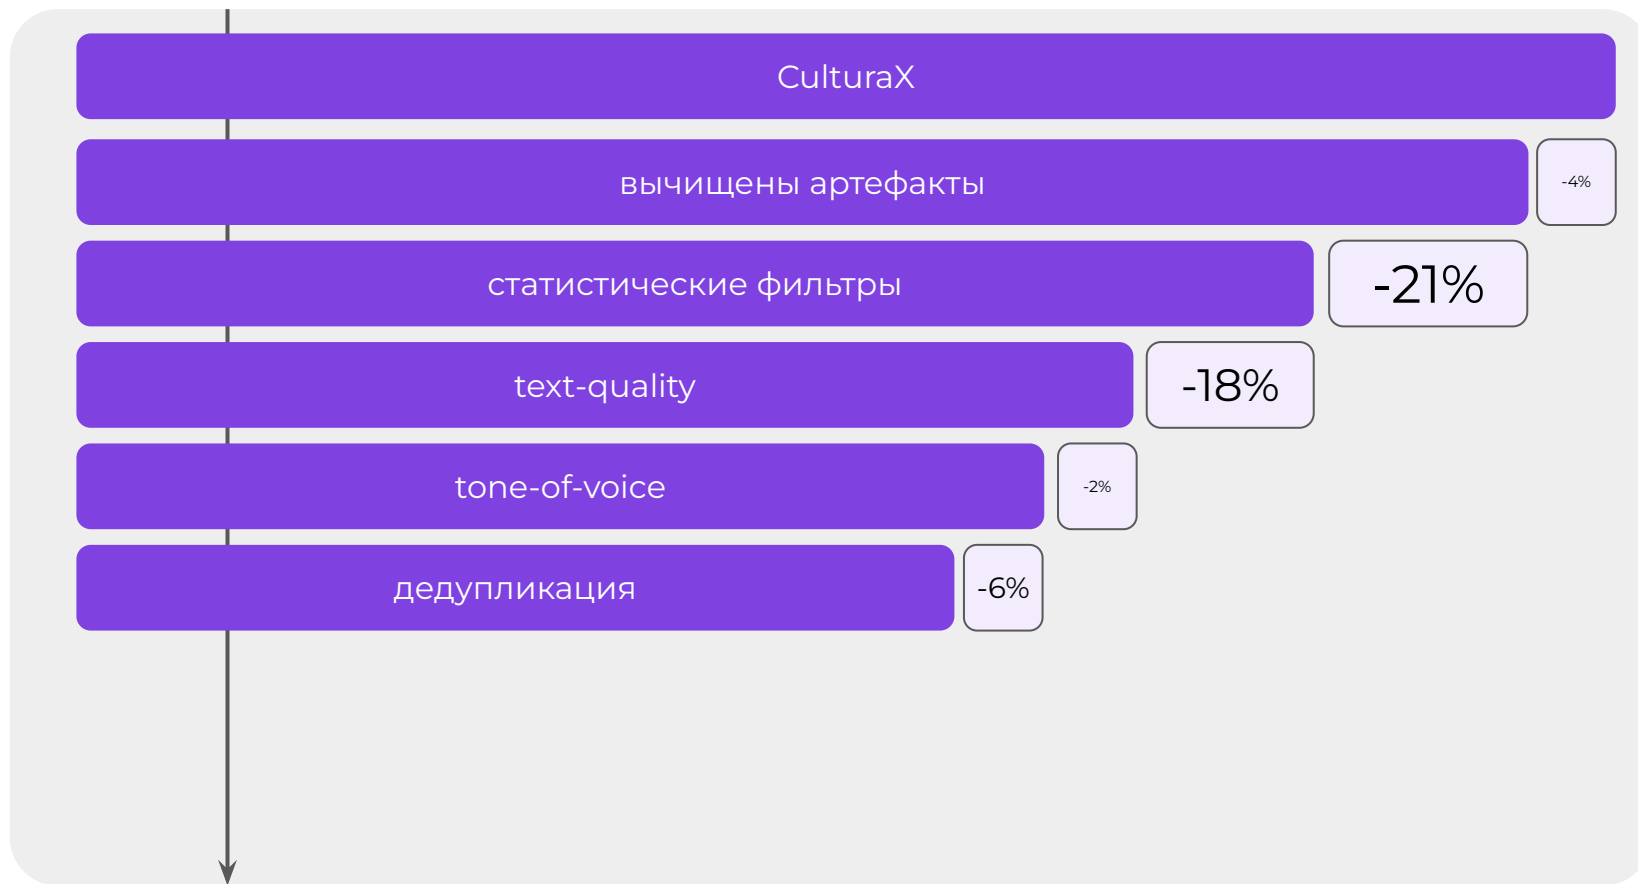 CulturaX
вычищены артефакты
-4%
статистические фильтры
-21%
text-quality
-18%
tone-of-voice
-2%
дедупликация
-6%